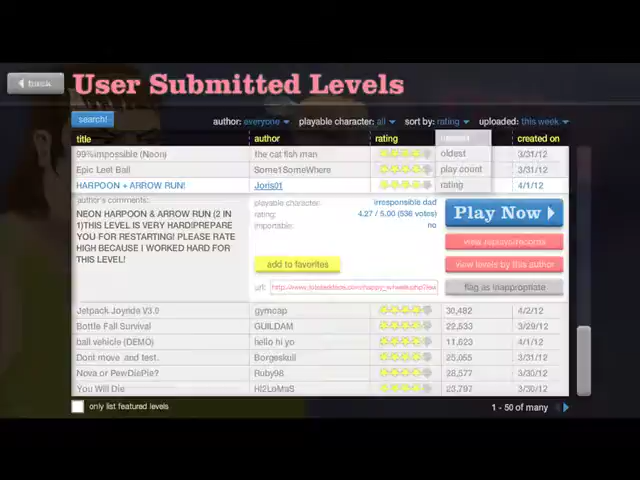 back
User Submitted Levels
search!
author: everyone playable character: all sort by: rating uploaded: this week
title author rating newest created on
99%impossible (Neon) the cat fish man oldest 3/31/12
Epic Leet Ball Some1SomeWhere play count 3/31/12
HARPOON + ARROW RUN! Joris01 rating 4/1/12
author's comments:
NEON HARPOON & ARROW RUN (2 IN
1)THIS LEVEL IS VERY HARD!PREPARE
YOU FOR RESTARTING! PLEASE RATE
HIGH BECAUSE I WORKED HARD FOR
THIS LEVEL!
playable character: irresponsible dad
rating: 4.27 / 5.00 (536 votes)
importable: no
add to favorites
url:
Play Now
view replays/records
view levels by this author
flag as inappropriate
Jetpack Joyride V3.0 gymcap 30,482 4/2/12
Bottle Fall Survival GUILDAM 22,533 3/29/12
ball vehicle (DEMO) hello hi yo 11,623 4/1/12
Dont move and test. Borgeskull 25,055 3/31/12
Nova or PewDiePie? Ruby98 28,577 3/30/12
You Will Die Hi2LoMaS 23,797 3/30/12
only list featured levels
1 - 50 of many